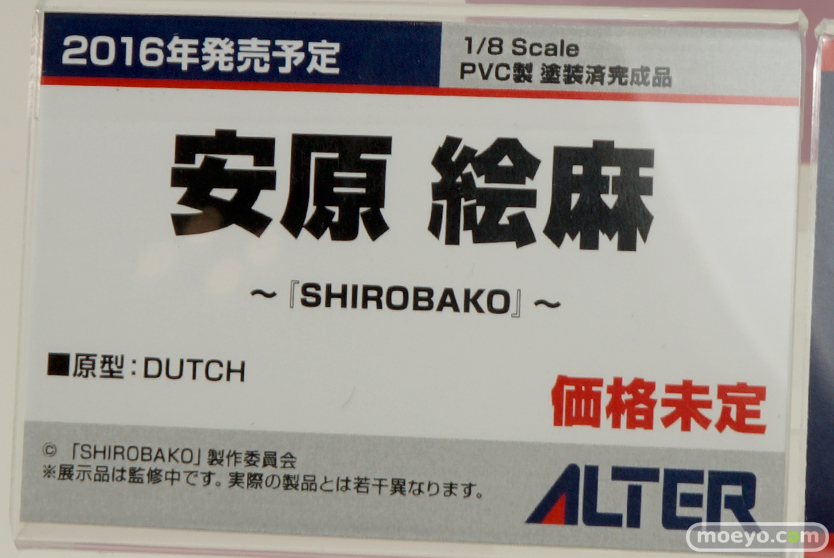 2016年発売予定
1/8 Scale
PVC製 塗装済完成品
安原 絵麻
～『SHIROBAKO』～
■原型：DUTCH
価格未定
© 「SHIROBAKO」製作委員会
※展示品は監修中です。実際の製品とは若干異なります。
ALTER
moeyo.com